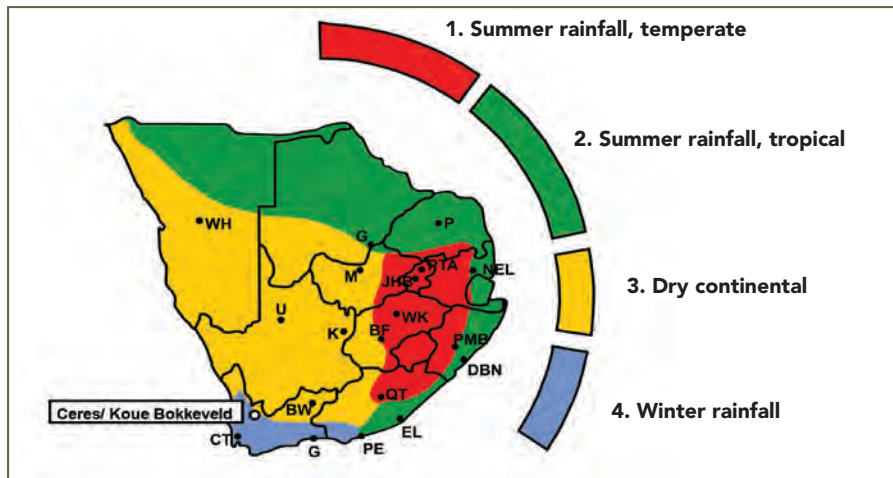 1. Summer rainfall, temperate
2. Summer rainfall, tropical
WH
P
G
PTA
M
NEL
JHB
3. Dry continental
U
WK
K
BF
PMB
DBN
QT
BW
Ceres/ Koue Bokkeveld
4. Winter rainfall
EL
CT
G
PE